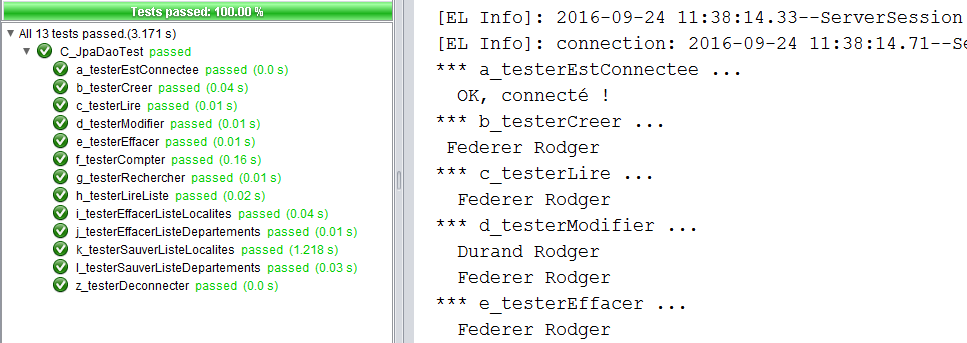 Tests passed: 100.00 %
All 13 tests passed.(3.171 s)
C_JpaDaoTest passed
a_testerEstConnectee passed (0.0 s)
b_testerCreer passed (0.04 s)
c_testerLire passed (0.01 s)
d_testerModifier passed (0.01 s)
e_testerEffacer passed (0.01 s)
f_testerCompter passed (0.16 s)
g_testerRechercher passed (0.01 s)
h_testerLireListe passed (0.02 s)
i_testerEffacerListeLocalites passed (0.04 s)
j_testerEffacerListeDepartements passed (0.01 s)
k_testerSauverListeLocalites passed (1.218 s)
l_testerSauverListeDepartements passed (0.03 s)
z_testerDeconnecter passed (0.0 s)
[EL Info]: 2016-09-24 11:38:14.33--ServerSession
[EL Info]: connection: 2016-09-24 11:38:14.71--Se
*** a_testerEstConnectee ...
OK, connecté !
*** b_testerCreer ...
Federer Rodger
*** c_testerLire ...
Federer Rodger
*** d_testerModifier ...
Durand Rodger
Federer Rodger
*** e_testerEffacer ...
Federer Rodger